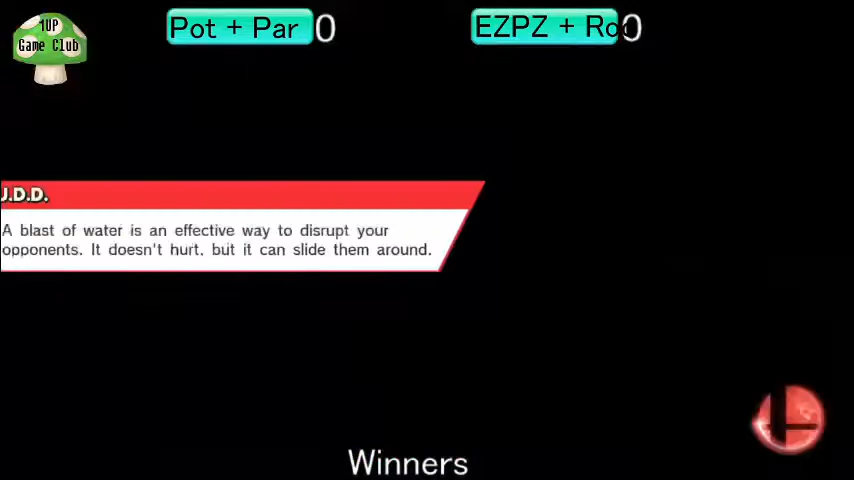 1UP
Game Club
Pot + Par 0
EZPZ + Ro 0
.D.D.
A blast of water is an effective way to disrupt your
opponents. It doesn't hurt, but it can slide them around.
Winners